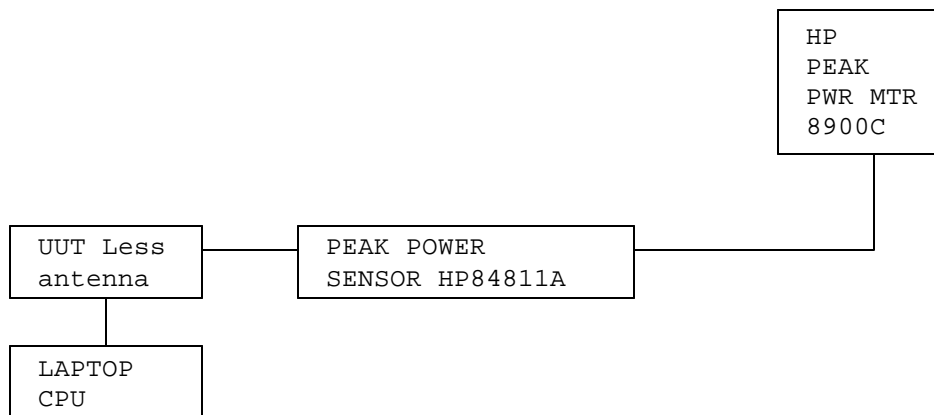 HP
PEAK
PWR MTR
8900C
UUT Less
antenna
PEAK POWER
SENSOR HP84811A
LAPTOP
CPU